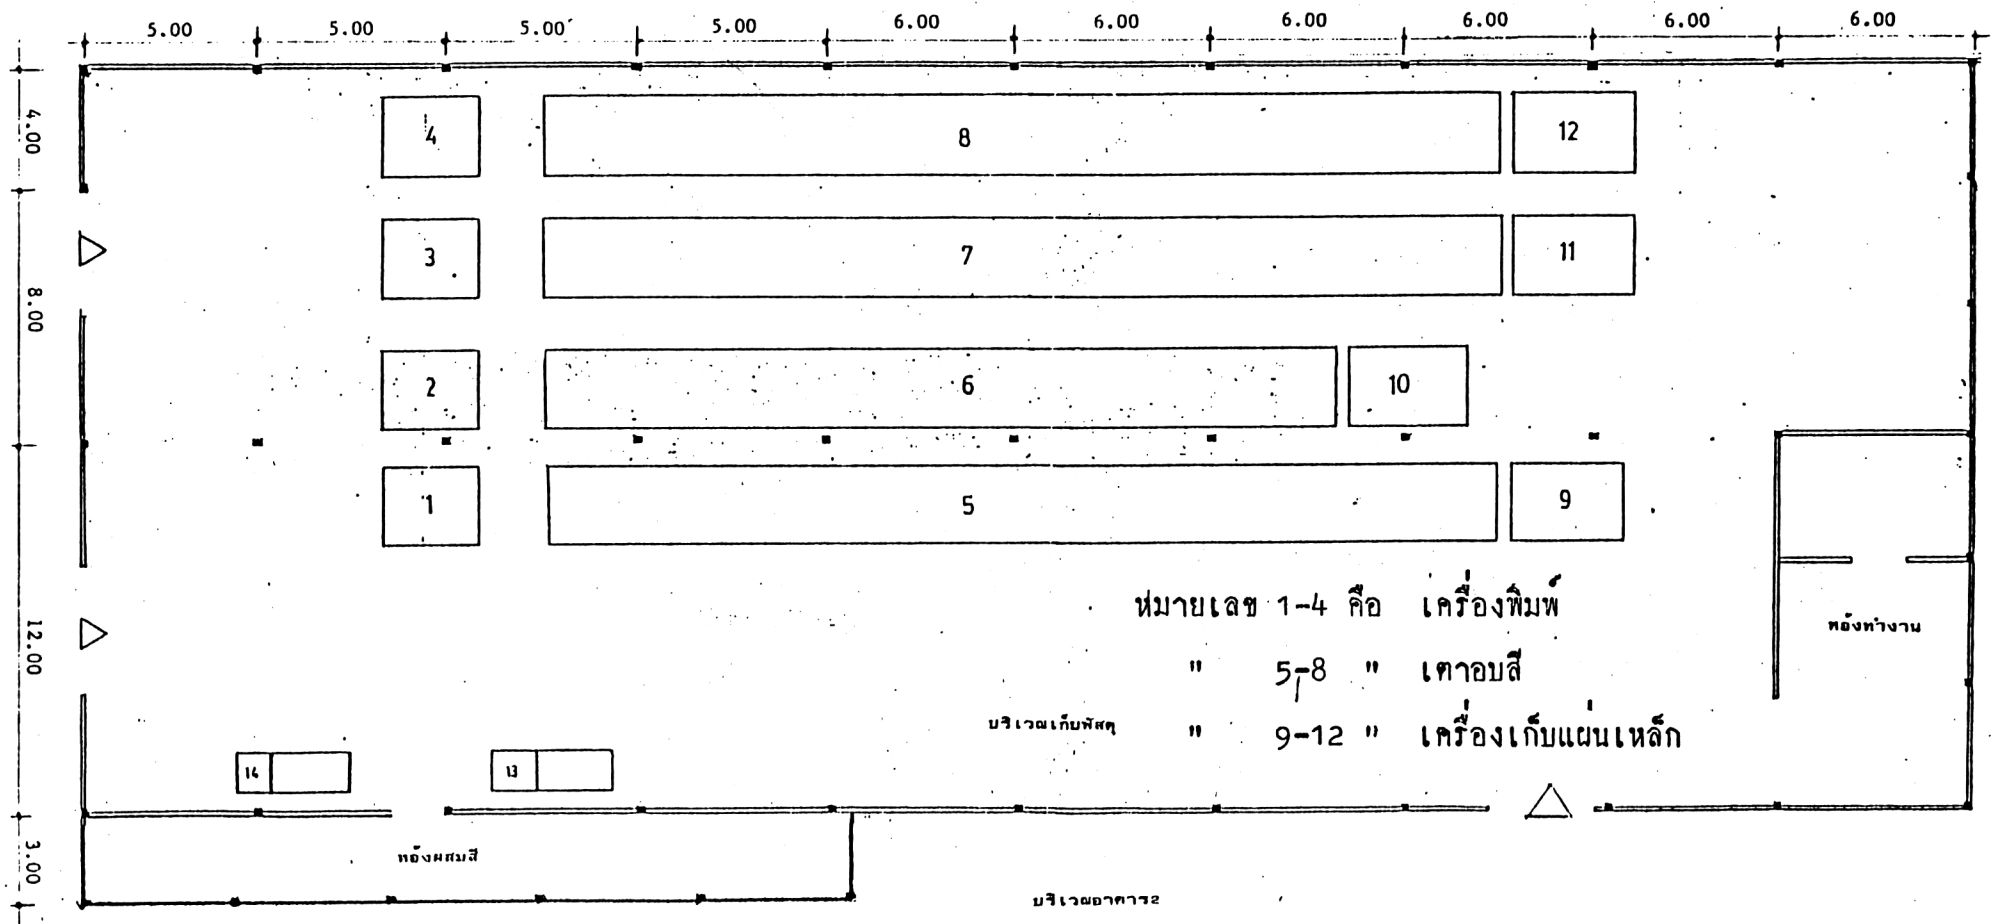 5.00 5.00 5.00 5.00 6.00 6.00 6.00 6.00 6.00 6.00
4.00
8.00
12.00
3.00
4 8 12
3 7 11
2 6 10
1 5 9
หมายเลข 1-4 คือ เครื่องพิมพ์
" 5-8 " เตาอบสี
" 9-12 " เครื่องเก็บแผ่นเหล็ก
ห้องทำงาน
บริเวณเก็บพัสดุ
14 13
ห้องผสมสี
บริเวณอาคาร2